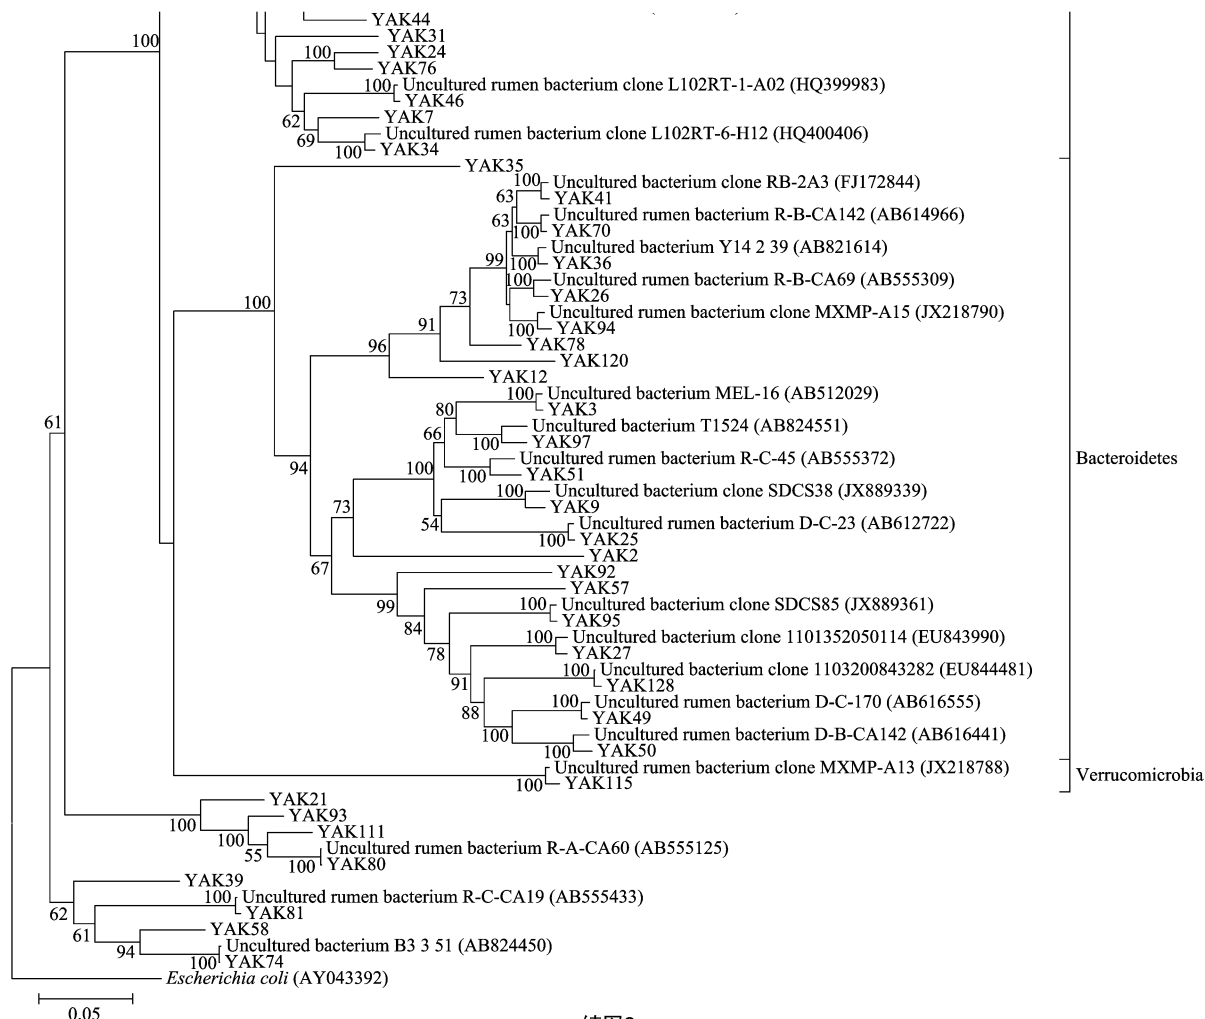 YAK44
100
YAK31
100 YAK24
YAK76
100 Uncultured rumen bacterium clone L102RT-1-A02 (HQ399983)
YAK46
62
YAK7
69
Uncultured rumen bacterium clone L102RT-6-H12 (HQ400406)
100 YAK34
YAK35
100 Uncultured bacterium clone RB-2A3 (FJ172844)
63 YAK41
63 Uncultured rumen bacterium R-B-CA142 (AB614966)
100 YAK70
Uncultured bacterium Y14 2 39 (AB821614)
99 100 YAK36
100 Uncultured rumen bacterium R-B-CA69 (AB555309)
100 73 YAK26
Uncultured rumen bacterium clone MXMP-A15 (JX218790)
91 100 YAK94
96 YAK78
YAK120
YAK12
100 Uncultured bacterium MEL-16 (AB512029)
80 YAK3
61 66 Uncultured bacterium T1524 (AB824551)
100 YAK97
Uncultured rumen bacterium R-C-45 (AB555372)
Bacteroidetes
94 100 100 YAK51
100 Uncultured bacterium clone SDCS38 (JX889339)
73 YAK9
54 Uncultured rumen bacterium D-C-23 (AB612722)
100 YAK25
YAK2
67 YAK92
YAK57
99 100 Uncultured bacterium clone SDCS85 (JX889361)
84 YAK95
100 Uncultured bacterium clone 1101352050114 (EU843990)
78 YAK27
100 Uncultured bacterium clone 1103200843282 (EU844481)
91 YAK128
100 Uncultured rumen bacterium D-C-170 (AB616555)
88 YAK49
100 Uncultured rumen bacterium D-B-CA142 (AB616441)
100 YAK50
Uncultured rumen bacterium clone MXMP-A13 (JX218788)
Verrucomicrobia
100 YAK115
YAK21
100 YAK93
100 YAK111
55 Uncultured rumen bacterium R-A-CA60 (AB555125)
100 YAK80
YAK39
100 Uncultured rumen bacterium R-C-CA19 (AB555433)
62 YAK81
61 YAK58
94 Uncultured bacterium B3 3 51 (AB824450)
100 YAK74
Escherichia coli (AY043392)
0.05